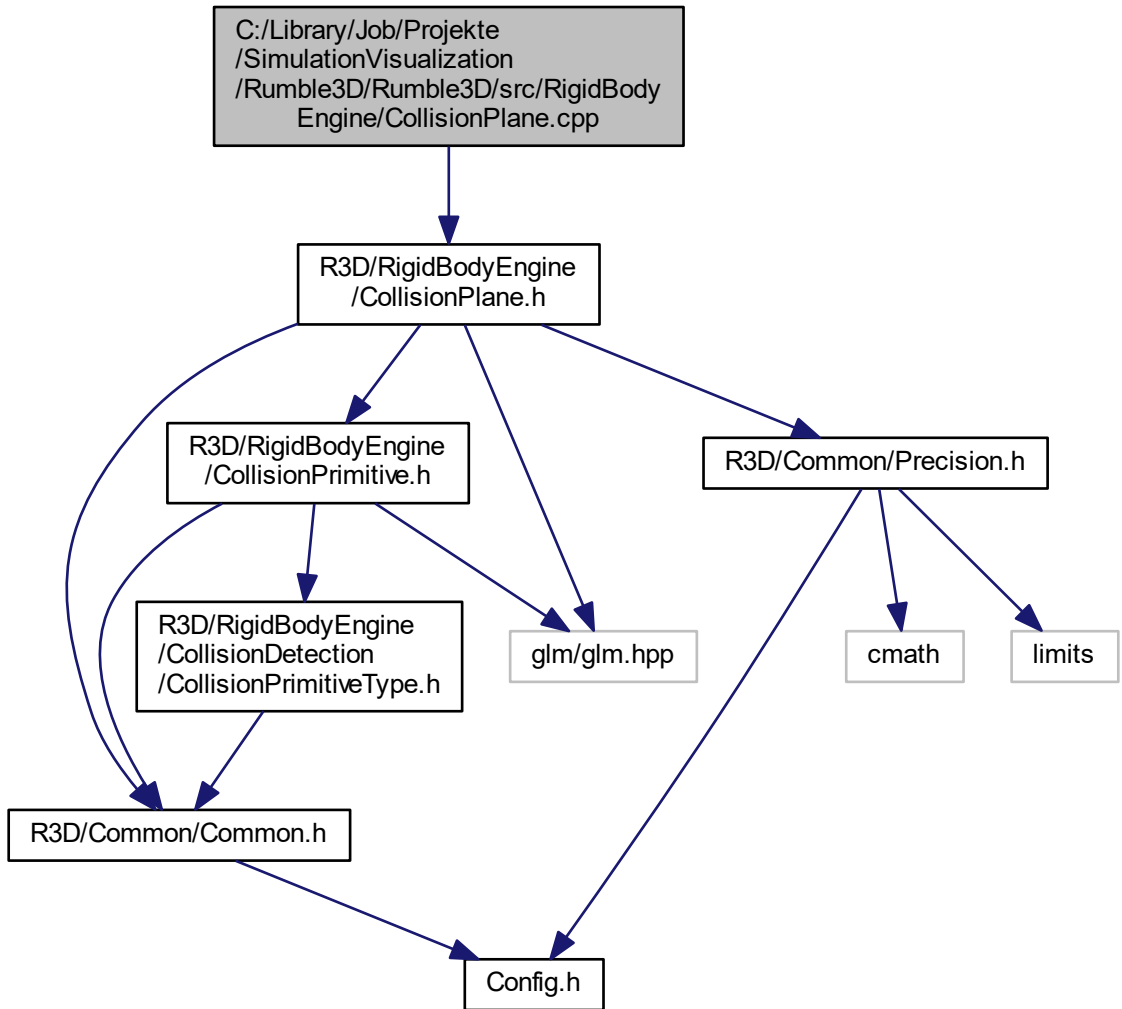 C:/Library/Job/Projekte
/SimulationVisualization
/Rumble3D/Rumble3D/src/RigidBody
Engine/CollisionPlane.cpp
R3D/RigidBodyEngine
/CollisionPlane.h
R3D/RigidBodyEngine
/CollisionPrimitive.h
R3D/Common/Precision.h
R3D/RigidBodyEngine
/CollisionDetection
/CollisionPrimitiveType.h
glm/glm.hpp
cmath
limits
R3D/Common/Common.h
Config.h